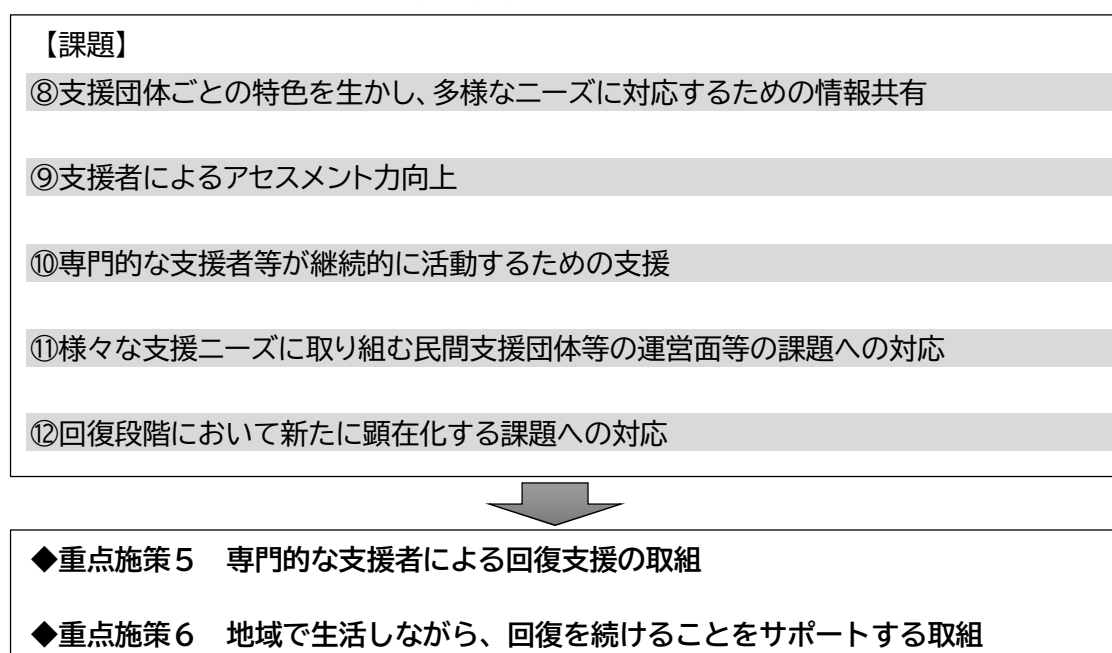 【課題】
⑧支援団体ごとの特色を生かし、多様なニーズに対応するための情報共有
⑨支援者によるアセスメント力向上
⑩専門的な支援者等が継続的に活動するための支援
⑪様々な支援ニーズに取り組む民間支援団体等の運営面等の課題への対応
⑫回復段階において新たに顕在化する課題への対応
◆重点施策５　専門的な支援者による回復支援の取組
◆重点施策６　地域で生活しながら、回復を続けることをサポートする取組